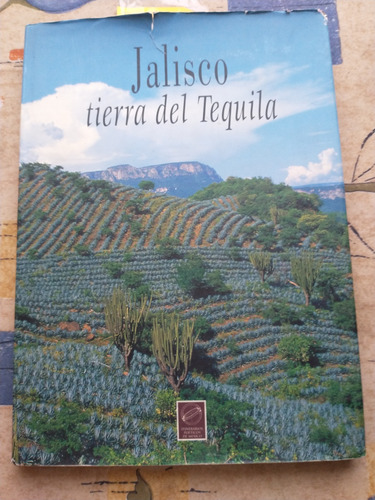 Jalisco
tierra del Tequila